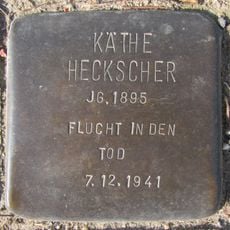 KÄTHE
HECKSCHER
JG. 1895
FLUCHT IN DEN
TOD
7.12.1941